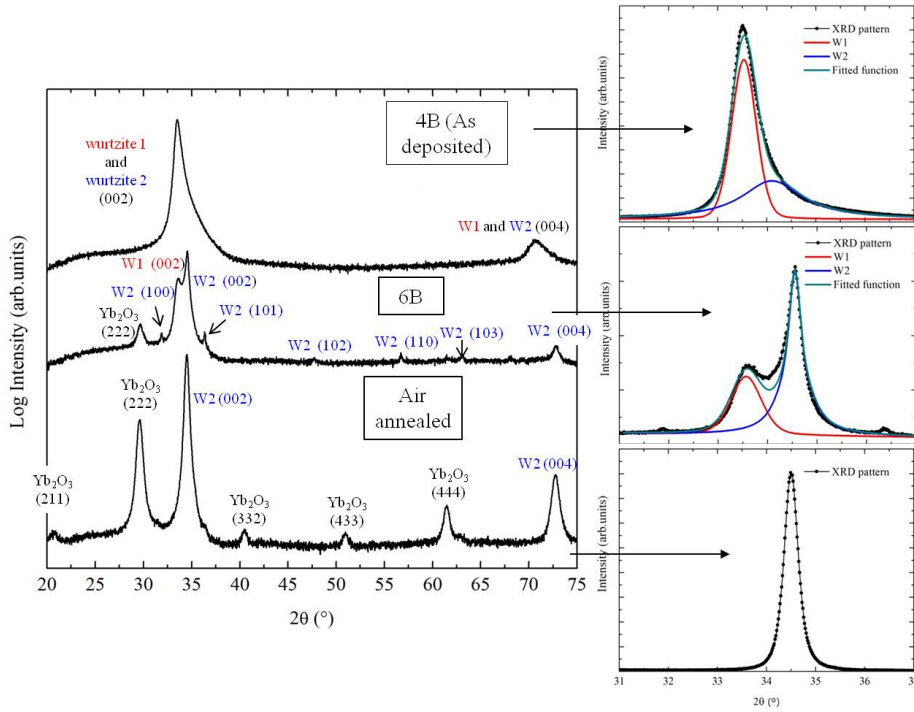 Log Intensity (arb.units)
4B (As
deposited)
wurtzite 1
and
wurtzite 2
(002)
W1 and W2 (004)
W1 (002)
W2 (002)
W2 (100)
W2 (101)
Yb₂O₃
(222)
6B
W2 (102)
W2 (110)
W2 (103)
W2 (004)
Yb₂O₃
(222)
W2 (002)
Air
annealed
Yb₂O₃
(211)
Yb₂O₃
(332)
Yb₂O₃
(433)
Yb₂O₃
(444)
W2 (004)
20 25 30 35 40 45 50 55 60 65 70 75
2θ (°)
Intensity (arb.units)
XRD pattern
W1
W2
Fitted function
Intensity (arb.units)
XRD pattern
W1
W2
Fitted function
Intensity (arb.units)
XRD pattern
31 32 33 34 35 36
2θ (°)